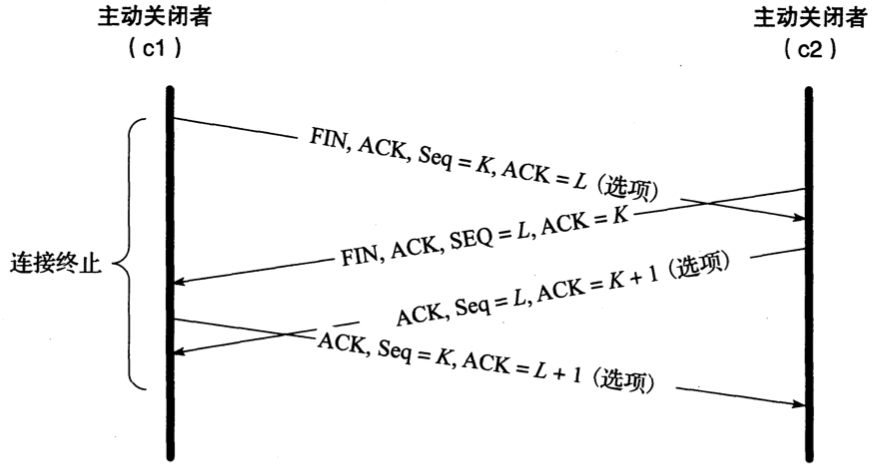 主动关闭者
(c1)
主动关闭者
(c2)
FIN, ACK, Seq = K, ACK = L (选项)
FIN, ACK, SEQ = L, ACK = K
连接终止
ACK, Seq = L, ACK = K + 1 (选项)
ACK, Seq = K, ACK = L + 1 (选项)